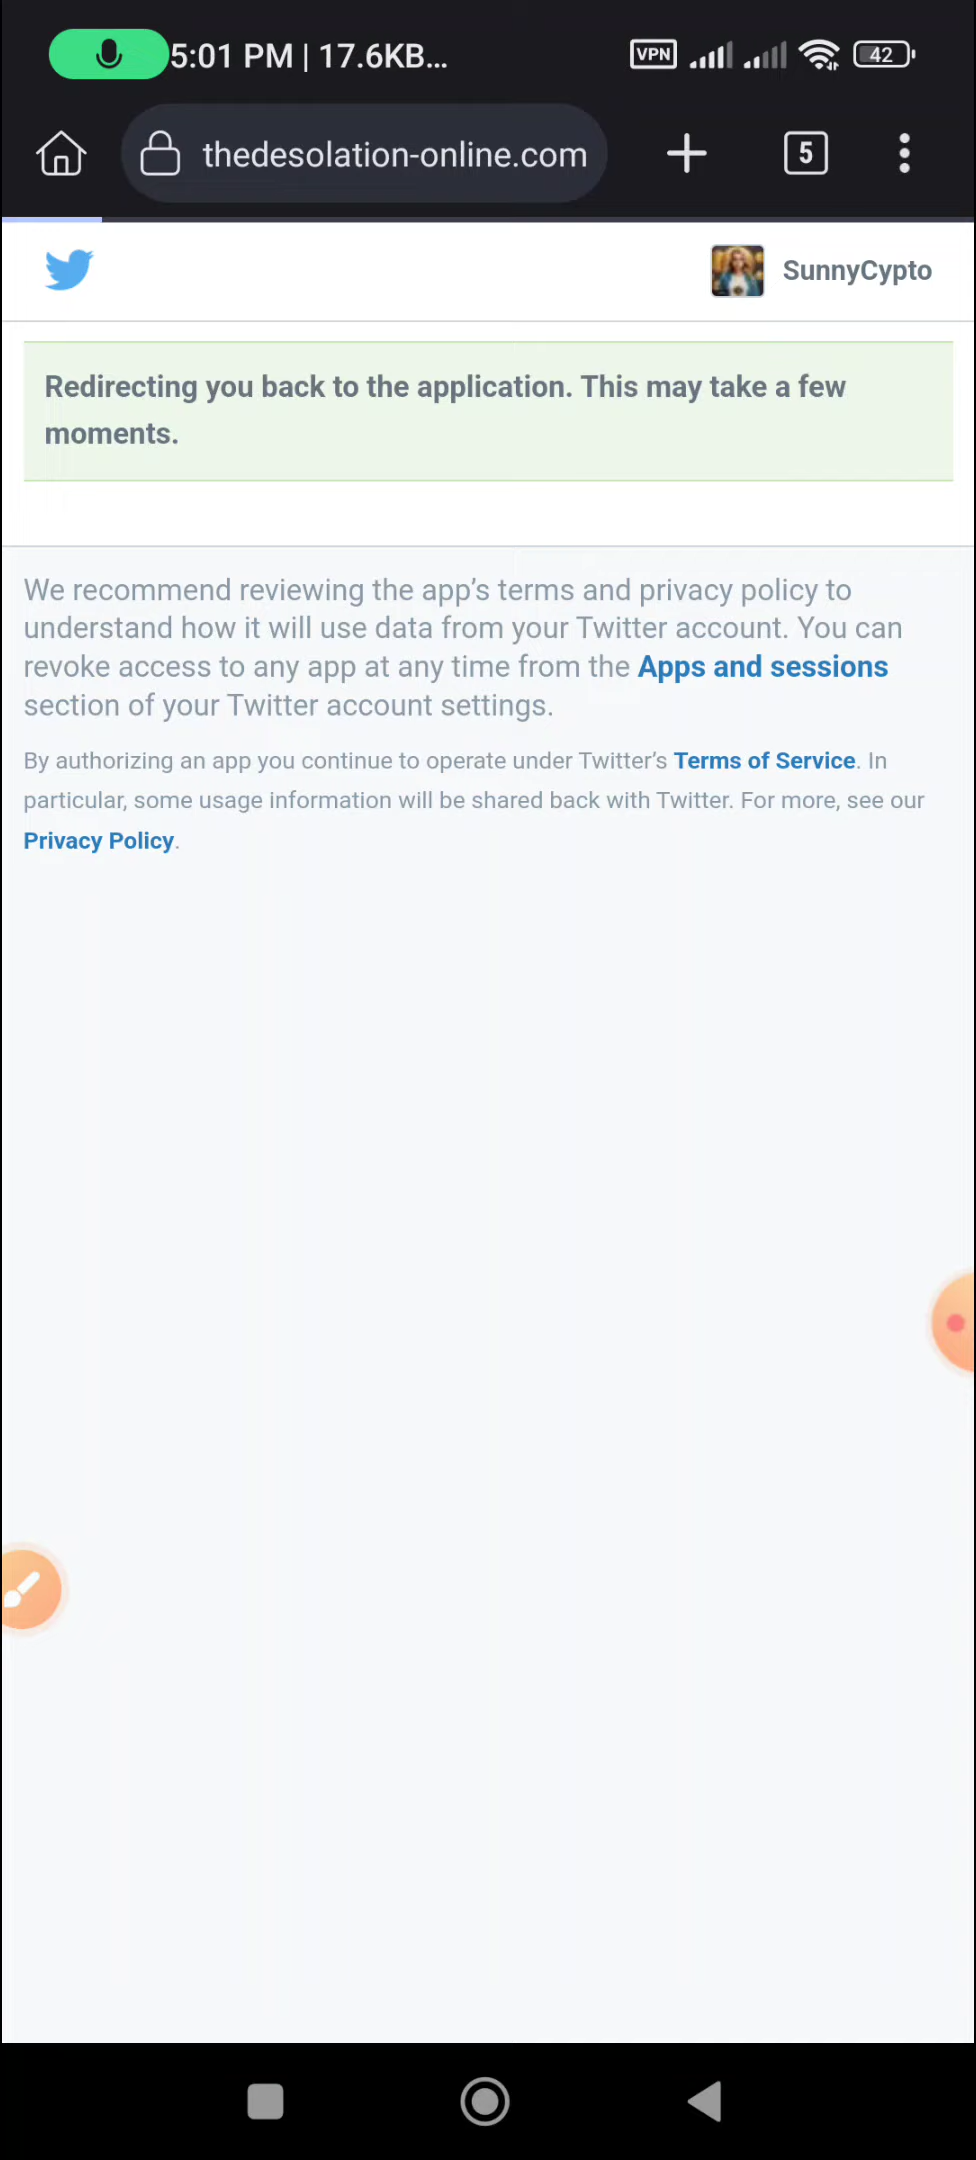 5:01 PM | 17.6KB...
VPN
42
thedesolation-online.com
5
SunnyCypto
Redirecting you back to the application. This may take a few
moments.
We recommend reviewing the app’s terms and privacy policy to
understand how it will use data from your Twitter account. You can
revoke access to any app at any time from the Apps and sessions
section of your Twitter account settings.
By authorizing an app you continue to operate under Twitter’s Terms of Service. In
particular, some usage information will be shared back with Twitter. For more, see our
Privacy Policy.